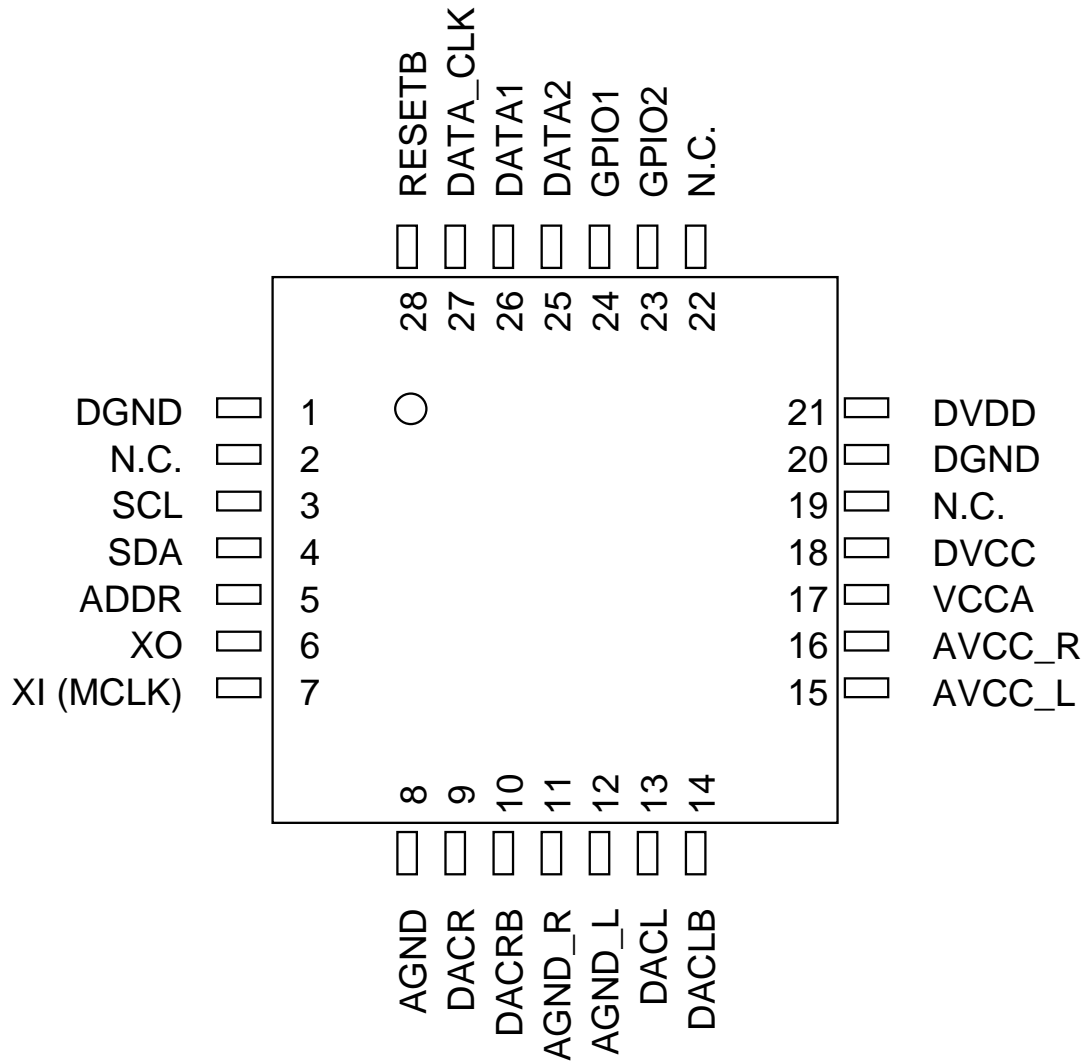 RESETB
DATA_CLK
DATA1
DATA2
GPIO1
GPIO2
N.C.
28
27
26
25
24
23
22
DGND 1
N.C. 2
SCL 3
SDA 4
ADDR 5
XO 6
XI (MCLK) 7
21 DVDD
20 DGND
19 N.C.
18 DVCC
17 VCCA
16 AVCC_R
15 AVCC_L
8
9
10
11
12
13
14
AGND
DACR
DACRB
AGND_R
AGND_L
DACL
DACLB